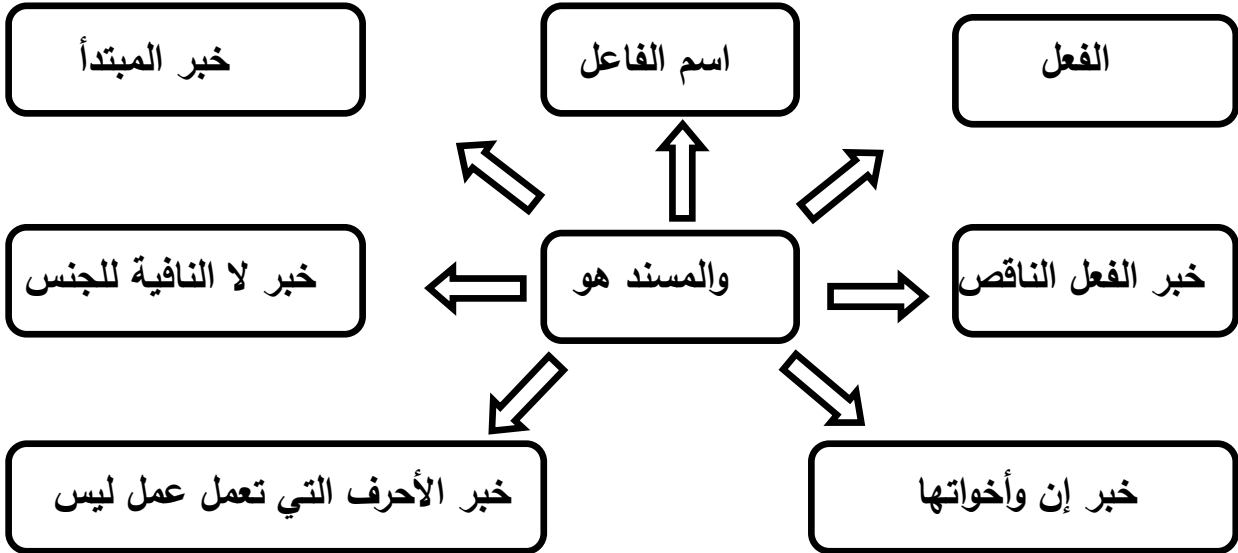 الفعل
اسم الفاعل
خبر المبتدأ
خبر الفعل الناقص
والمسند هو
خبر لا النافية للجنس
خبر إن وأخواتها
خبر الأحرف التي تعمل عمل ليس